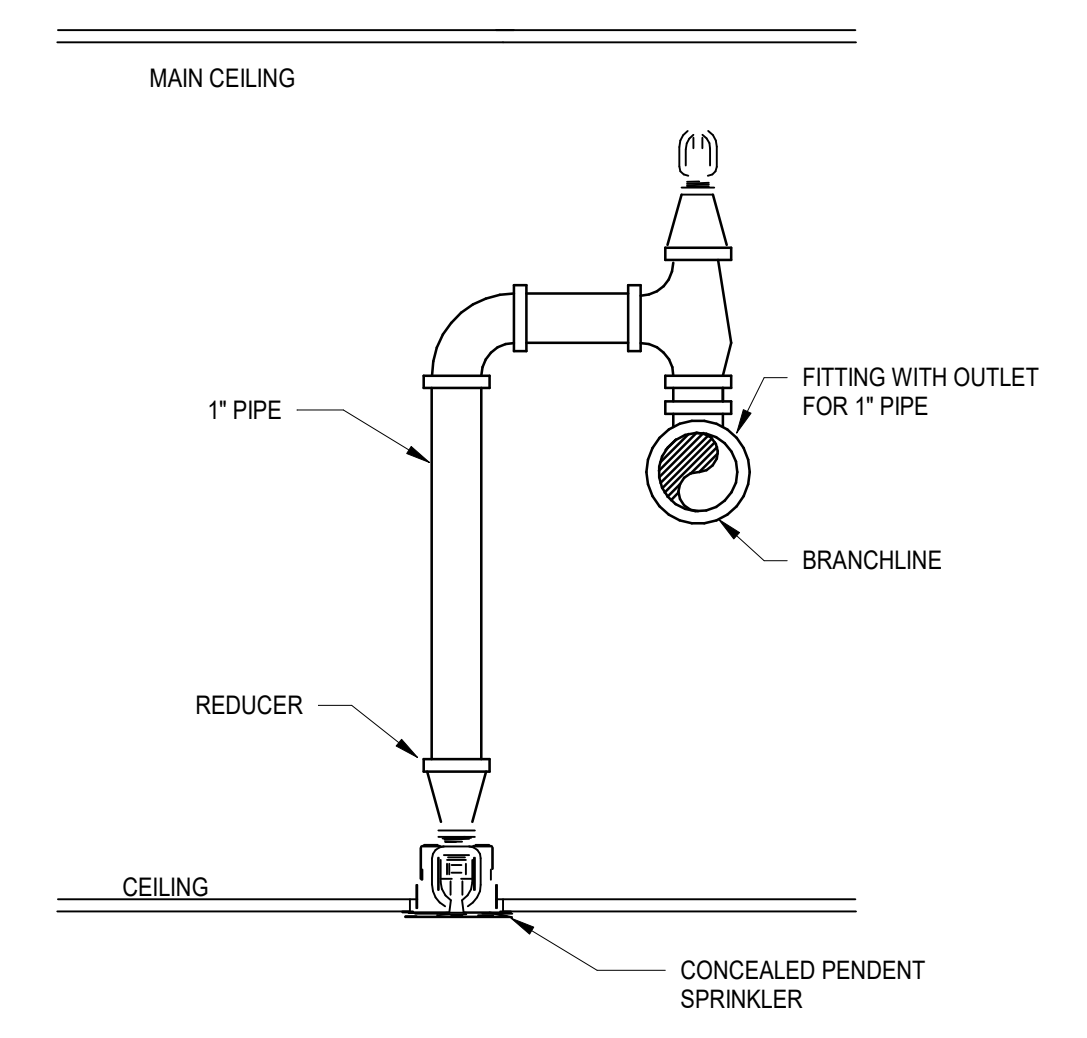 MAIN CEILING
FITTING WITH OUTLET
FOR 1" PIPE
1" PIPE
BRANCHLINE
REDUCER
CEILING
CONCEALED PENDENT
SPRINKLER